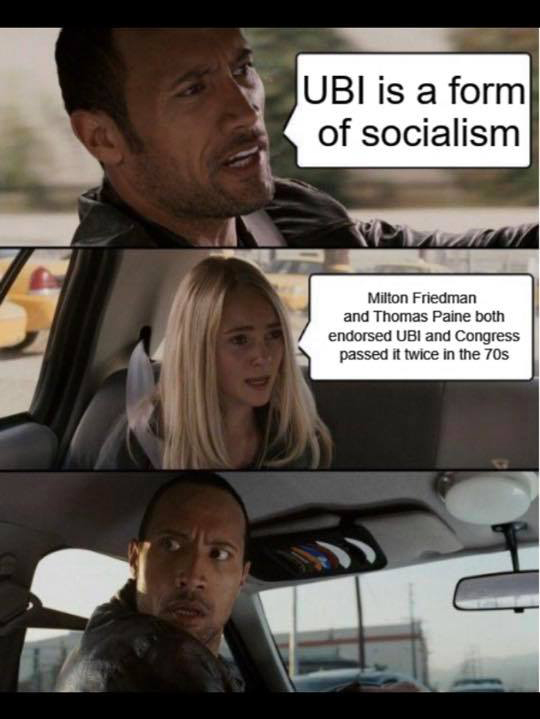 UBI is a form
of socialism
Milton Friedman
and Thomas Paine both
endorsed UBI and Congress
passed it twice in the 70s